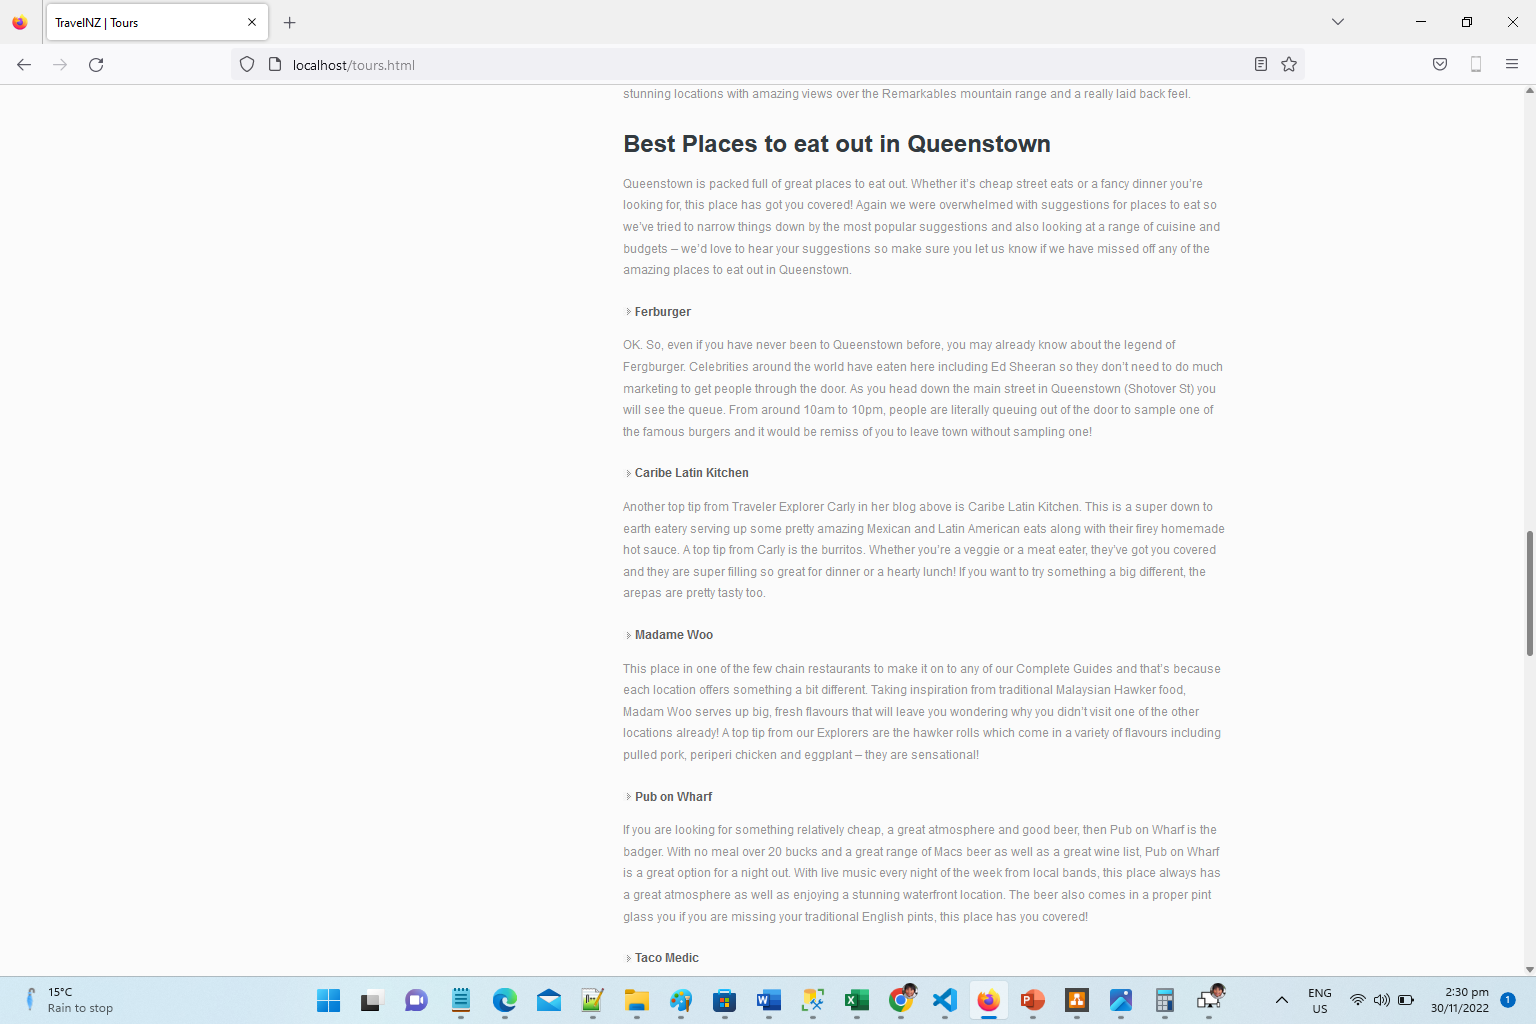 TravelNZ | Tours
localhost/tours.html
stunning locations with amazing views over the Remarkables mountain range and a really laid back feel.
Best Places to eat out in Queenstown
Queenstown is packed full of great places to eat out. Whether it's cheap street eats or a fancy dinner you're
looking for, this place has got you covered! Again we were overwhelmed with suggestions for places to eat so
we've tried to narrow things down by the most popular suggestions and also looking at a range of cuisine and
budgets – we'd love to hear your suggestions so make sure you let us know if we have missed off any of the
amazing places to eat out in Queenstown.
Ferburger
OK. So, even if you have never been to Queenstown before, you may already know about the legend of
Fergburger. Celebrities around the world have eaten here including Ed Sheeran so they don't need to do much
marketing to get people through the door. As you head down the main street in Queenstown (Shotover St) you
will see the queue. From around 10am to 10pm, people are literally queuing out of the door to sample one of
the famous burgers and it would be remiss of you to leave town without sampling one!
Caribe Latin Kitchen
Another top tip from Traveler Explorer Carly in her blog above is Caribe Latin Kitchen. This is a super down to
earth eatery serving up some pretty amazing Mexican and Latin American eats along with their firey homemade
hot sauce. A top tip from Carly is the burritos. Whether you're a veggie or a meat eater, they've got you covered
and they are super filling so great for dinner or a hearty lunch! If you want to try something a big different, the
arepas are pretty tasty too.
Madame Woo
This place in one of the few chain restaurants to make it on to any of our Complete Guides and that's because
each location offers something a bit different. Taking inspiration from traditional Malaysian Hawker food,
Madam Woo serves up big, fresh flavours that will leave you wondering why you didn't visit one of the other
locations already! A top tip from our Explorers are the hawker rolls which come in a variety of flavours including
pulled pork, periperi chicken and eggplant – they are sensational!
Pub on Wharf
If you are looking for something relatively cheap, a great atmosphere and good beer, then Pub on Wharf is the
badger. With no meal over 20 bucks and a great range of Macs beer as well as a great wine list, Pub on Wharf
is a great option for a night out. With live music every night of the week from local bands, this place always has
a great atmosphere as well as enjoying a stunning waterfront location. The beer also comes in a proper pint
glass you if you are missing your traditional English pints, this place has you covered!
Taco Medic
15°C
Rain to stop
ENG
US
2:30 pm
30/11/2022
1